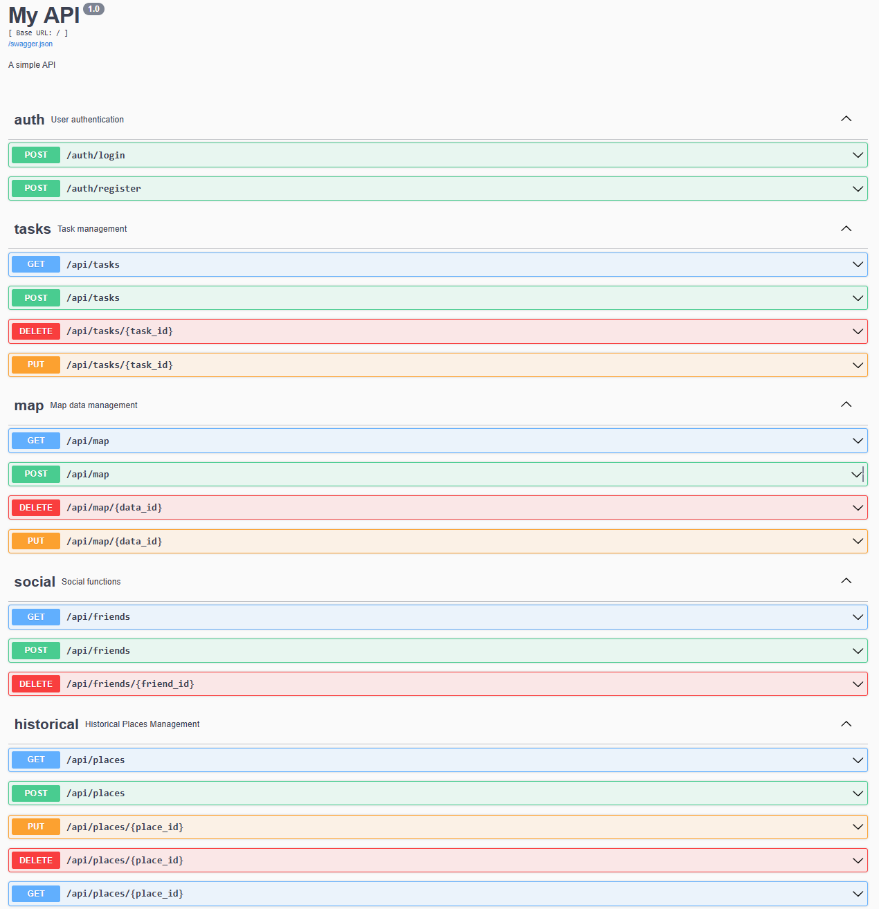 My API 1.0
[ Base URL: / ]
/swagger.json
A simple API
auth User authentication
POST /auth/login
POST /auth/register
tasks Task management
GET /api/tasks
POST /api/tasks
DELETE /api/tasks/{task_id}
PUT /api/tasks/{task_id}
map Map data management
GET /api/map
POST /api/map
DELETE /api/map/{data_id}
PUT /api/map/{data_id}
social Social functions
GET /api/friends
POST /api/friends
DELETE /api/friends/{friend_id}
historical Historical Places Management
GET /api/places
POST /api/places
PUT /api/places/{place_id}
DELETE /api/places/{place_id}
GET /api/places/{place_id}